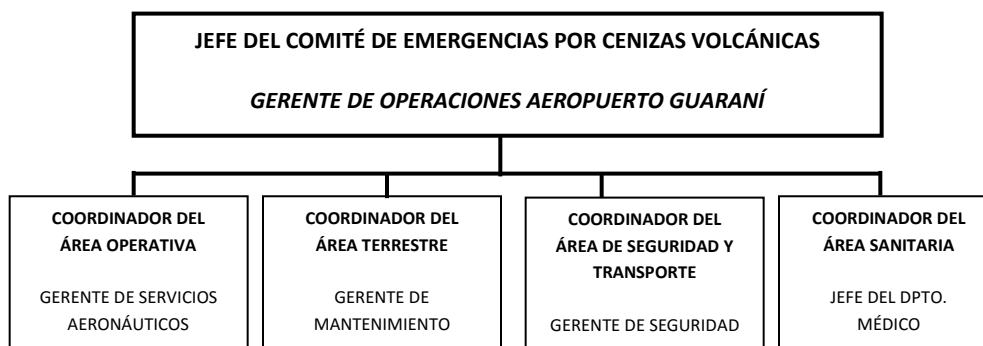 JEFE DEL COMITÉ DE EMERGENCIAS POR CENIZAS VOLCÁNICAS
GERENTE DE OPERACIONES AEROPUERTO GUARANÍ
COORDINADOR DEL
ÁREA OPERATIVA
GERENTE DE SERVICIOS
AERONÁUTICOS
COORDINADOR DEL
ÁREA TERRESTRE
GERENTE DE
MANTENIMIENTO
COORDINADOR DEL
ÁREA DE SEGURIDAD Y
TRANSPORTE
GERENTE DE SEGURIDAD
COORDINADOR DEL
ÁREA SANITARIA
JEFE DEL DPTO.
MÉDICO